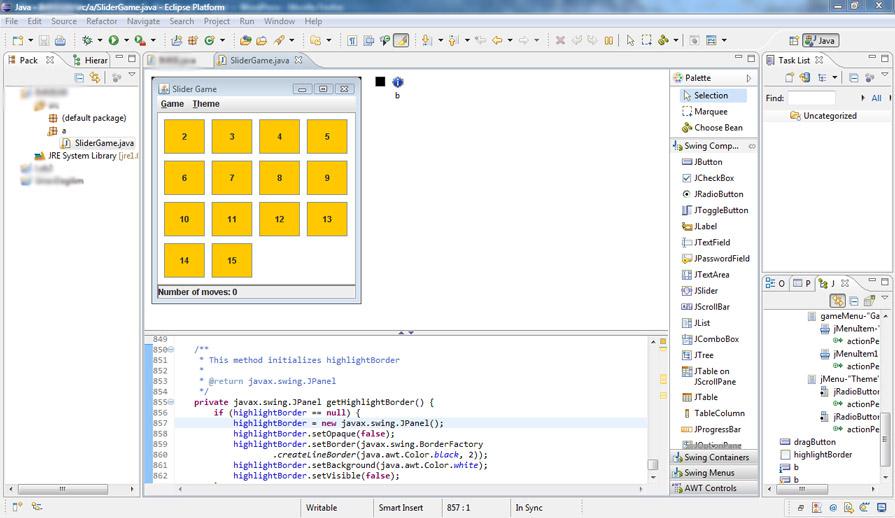 Java - /src/a/SliderGame.java - Eclipse Platform
File Edit Source Refactor Navigate Search Project Run Window Help
Java
Pack Hierar
(default package)
a
SliderGame.java
JRE System Library [jre1.6
SliderGame.java
Slider Game
Game Theme
2 3 4 5
6 7 8 9
10 11 12 13
14 15
Number of moves: 0
b
849
850 /**
851 * This method initializes highlightBorder
852 *
853 * @return javax.swing.JPanel
854 */
855 private javax.swing.JPanel getHighlightBorder() {
856 if (highlightBorder == null) {
857 highlightBorder = new javax.swing.JPanel();
858 highlightBorder.setOpaque(false);
859 highlightBorder.setBorder(javax.swing.BorderFactory
860 .createLineBorder(java.awt.Color.black, 2));
861 highlightBorder.setBackground(java.awt.Color.white);
862 highlightBorder.setVisible(false);
Palette
Selection
Marquee
Choose Bean
Swing Comp...
JButton
JCheckBox
JRadioButton
JToggleButton
JLabel
JTextField
JPasswordField
JTextArea
JSlider
JScrollBar
JList
JComboBox
JTree
JTable on
JScrollPane
JTable
TableColumn
JProgressBar
JOptionPane
Swing Containers
Swing Menus
AWT Controls
Task List
Find: All
Uncategorized
O P J
gameMenu-"Ga
jMenuItem-"
actionPe
jMenuItem1
actionPe
jMenu-"Theme"
jRadioButto
actionPe
jRadioButto
actionPe
dragButton
highlightBorder
b
b
Writable Smart Insert 857 : 1 In Sync